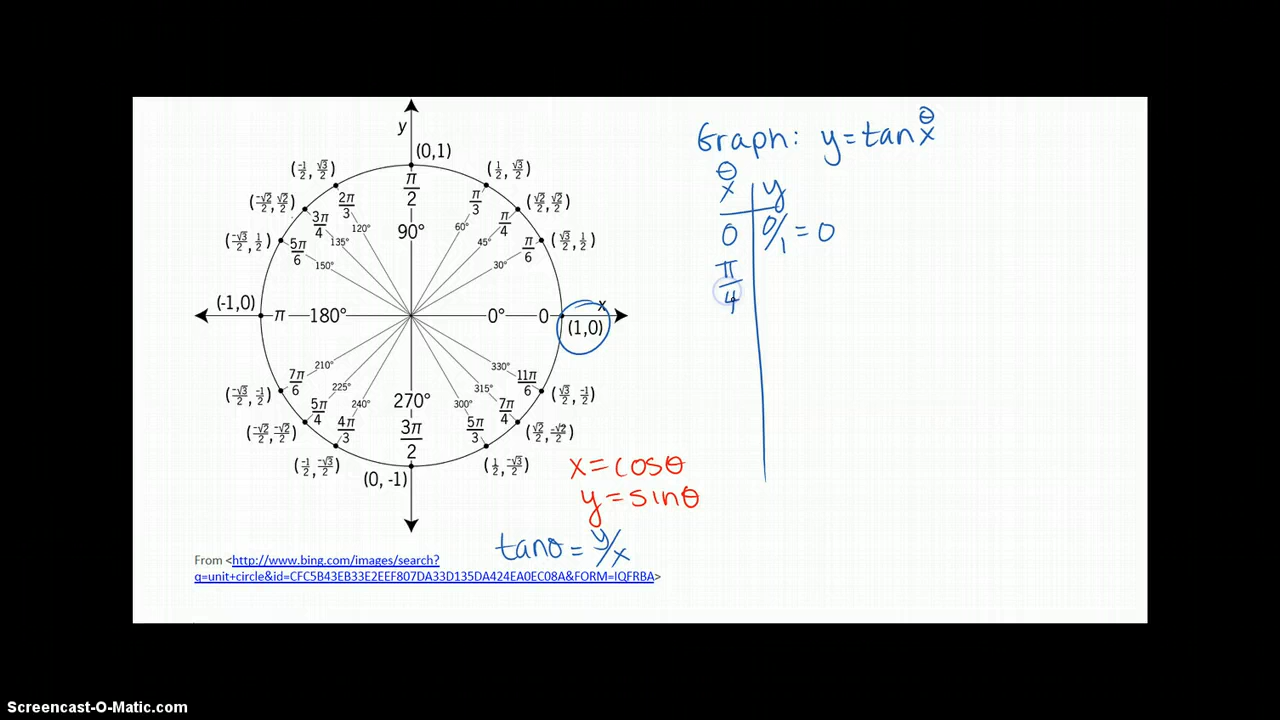 y
(0,1)
(-1/2, √3/2)
(1/2, √3/2)
(-√2/2, √2/2)
(√2/2, √2/2)
(-√3/2, 1/2)
(√3/2, 1/2)
π/2
2π/3
π/3
3π/4
π/4
5π/6
π/6
120°
90°
60°
135°
45°
150°
30°
(-1,0)
π
180°
0°
0
x
(1,0)
210°
330°
7π/6
11π/6
225°
315°
240°
270°
300°
5π/4
7π/4
4π/3
3π/2
5π/3
(-√3/2, -1/2)
(√3/2, -1/2)
(-√2/2, -√2/2)
(√2/2, -√2/2)
(-1/2, -√3/2)
(1/2, -√3/2)
(0, -1)
x=cosθ
y=sinθ
tanθ=y/x
From <http://www.bing.com/images/search?
q=unit+circle&id=CFC5B43EB33E2EEF807DA33D135DA424EA0EC08A&FORM=IQFRBA>
θ
Graph: y=tan x
θ
x y
0 0/1 = 0
π/4
Screencast-O-Matic.com